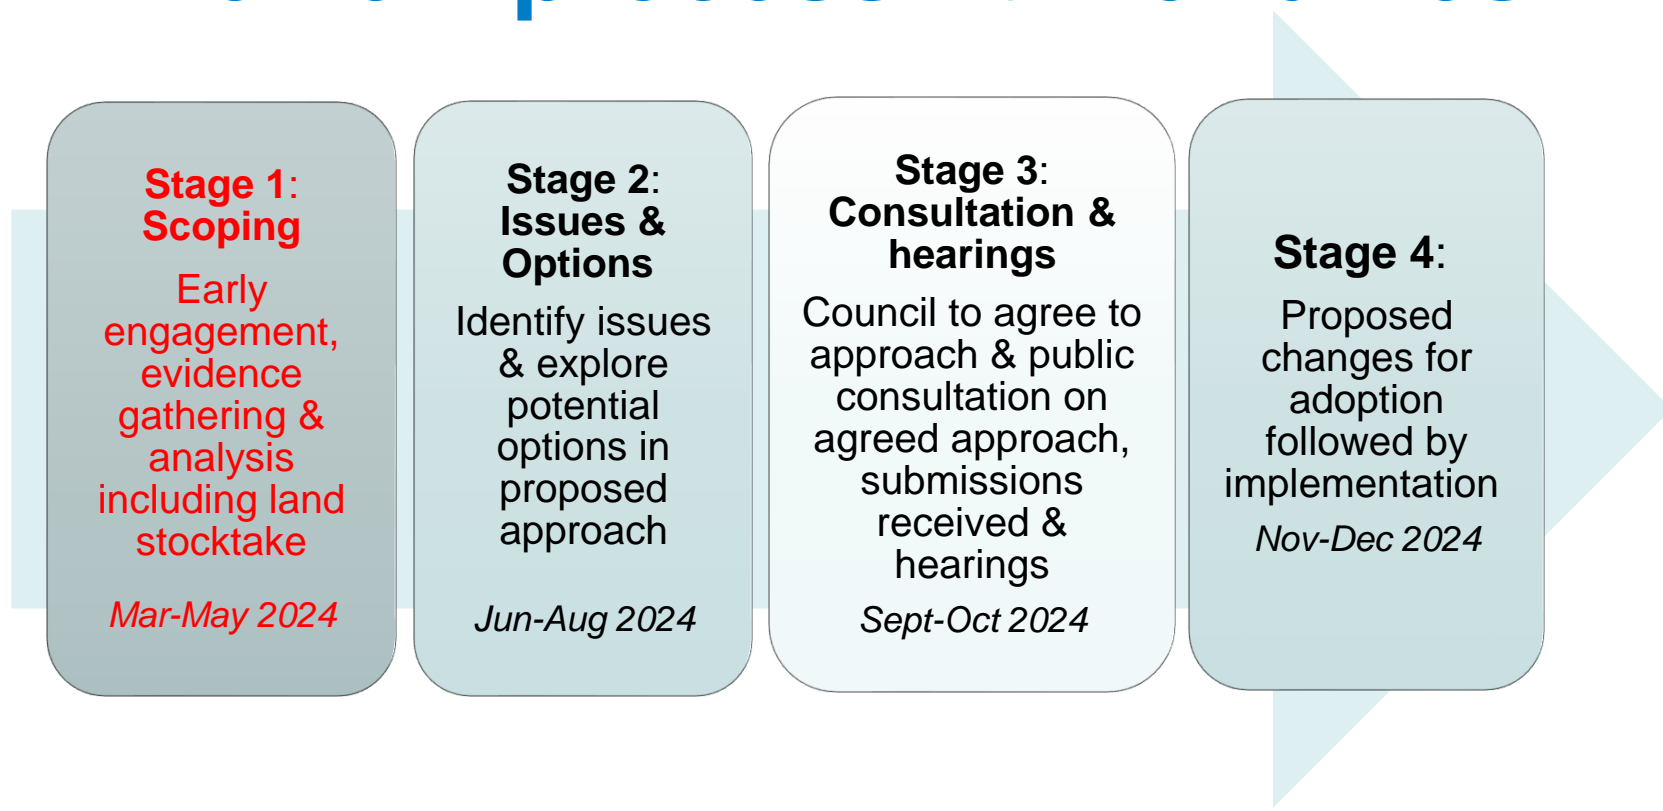 process
Stage 1:
Scoping
Early
engagement,
evidence
gathering &
analysis
including land
stocktake
Mar-May 2024
Stage 2:
Issues &
Options
Identify issues
& explore
potential
options in
proposed
approach
Jun-Aug 2024
Stage 3:
Consultation &
hearings
Council to agree to
approach & public
consultation on
agreed approach,
submissions
received &
hearings
Sept-Oct 2024
Stage 4:
Proposed
changes for
adoption
followed by
implementation
Nov-Dec 2024